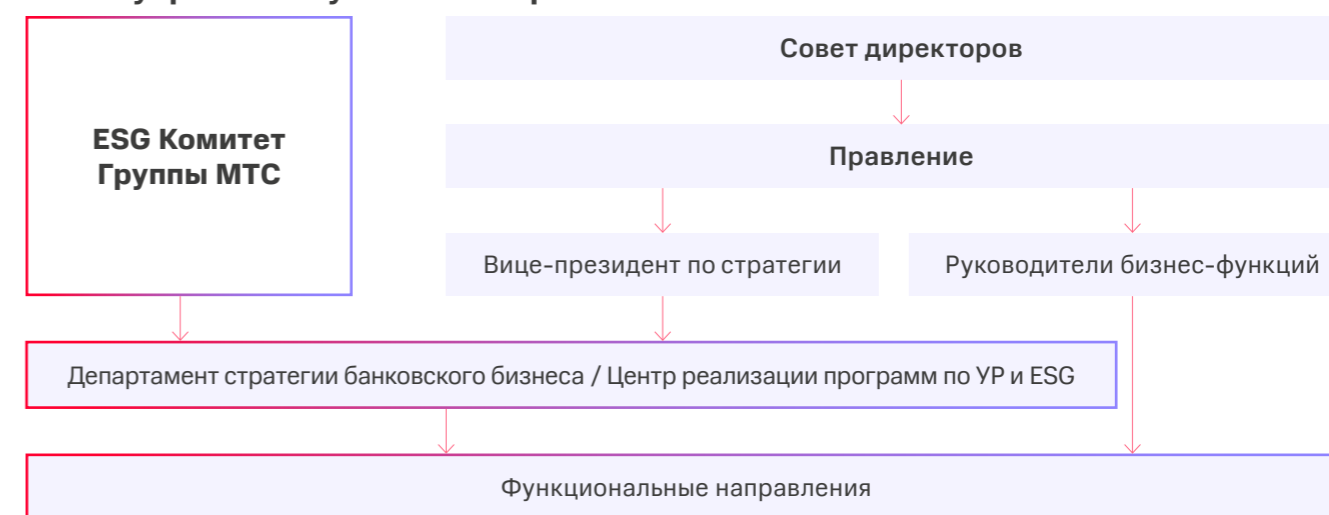 ESG Комитет
Группы МТС
Совет директоров
Правление
Вице-президент по стратегии
Руководители бизнес-функций
Департамент стратегии банковского бизнеса / Центр реализации программ по УР и ESG
Функциональные направления